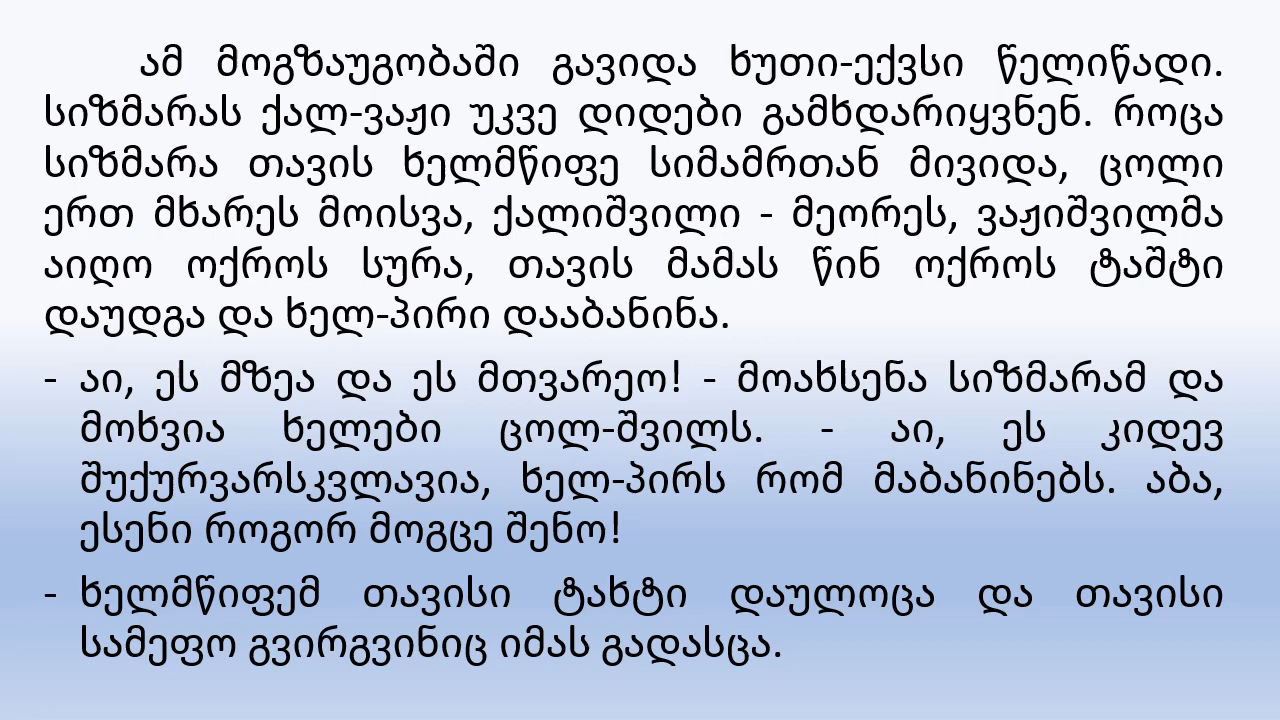 ამ მოგზაუგობაში გავიდა ხუთი-ექვსი წელიწადი.
სიზმარას ქალ-ვაჟი უკვე დიდები გამხდარიყვნენ. როცა
სიზმარა თავის ხელმწიფე სიმამრთან მივიდა, ცოლი
ერთ მხარეს მოისვა, ქალიშვილი - მეორეს, ვაჟიშვილმა
აიღო ოქროს სურა, თავის მამას წინ ოქროს ტაშტი
დაუდგა და ხელ-პირი დააბანინა.
- აი, ეს მზეა და ეს მთვარეო! - მოახსენა სიზმარამ და
მოხვია ხელები ცოლ-შვილს. - აი, ეს კიდევ
შუქურვარსკვლავია, ხელ-პირს რომ მაბანინებს. აბა,
ესენი როგორ მოგცე შენო!
- ხელმწიფემ თავისი ტახტი დაულოცა და თავისი
სამეფო გვირგვინიც იმას გადასცა.